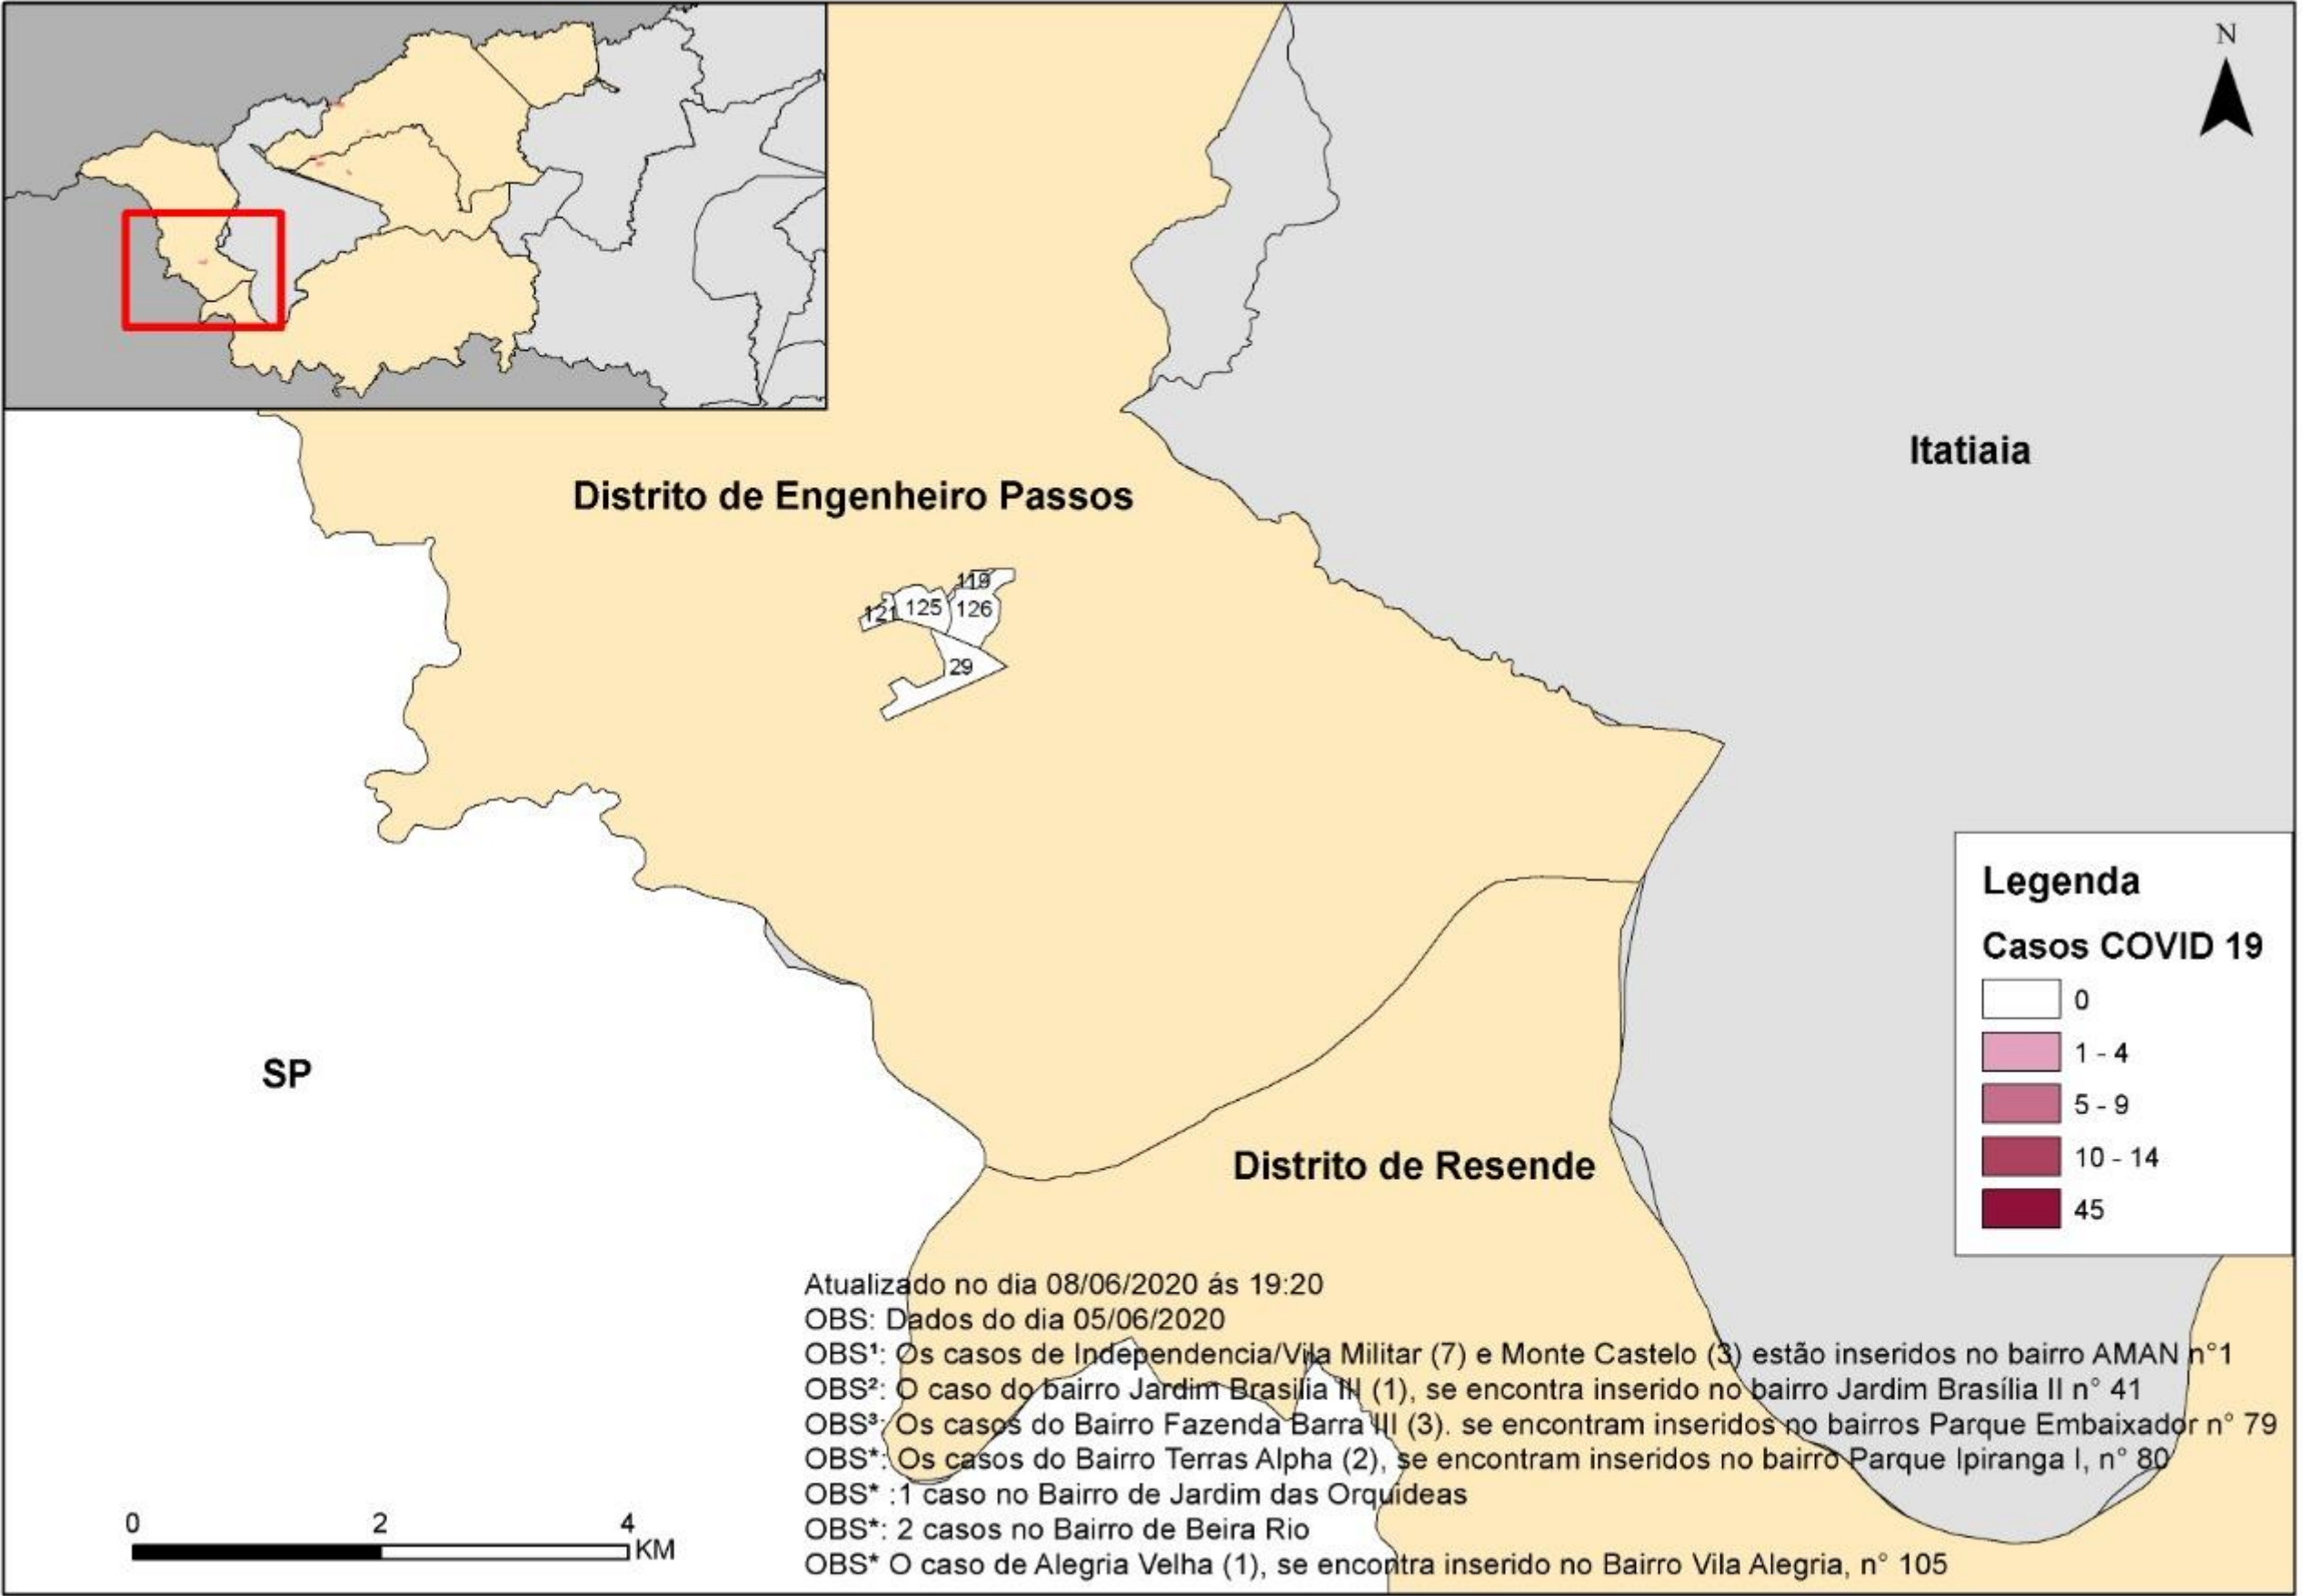 N
Itatiaia
Distrito de Engenheiro Passos
119
121
125
126
29
Legenda
Casos COVID 19
0
1 - 4
5 - 9
10 - 14
45
SP
Distrito de Resende
Atualizado no dia 08/06/2020 ás 19:20
OBS: Dados do dia 05/06/2020
OBS¹: Os casos de Independencia/Vila Militar (7) e Monte Castelo (3) estão inseridos no bairro AMAN n°1
OBS²: O caso do bairro Jardim Brasilia III (1), se encontra inserido no bairro Jardim Brasília II n° 41
OBS³: Os casos do Bairro Fazenda Barra III (3). se encontram inseridos no bairros Parque Embaixador n° 79
OBS*: Os casos do Bairro Terras Alpha (2), se encontram inseridos no bairro Parque Ipiranga I, n° 80
OBS* :1 caso no Bairro de Jardim das Orquideas
OBS*: 2 casos no Bairro de Beira Rio
OBS* O caso de Alegria Velha (1), se encontra inserido no Bairro Vila Alegria, n° 105
0 2 4
KM